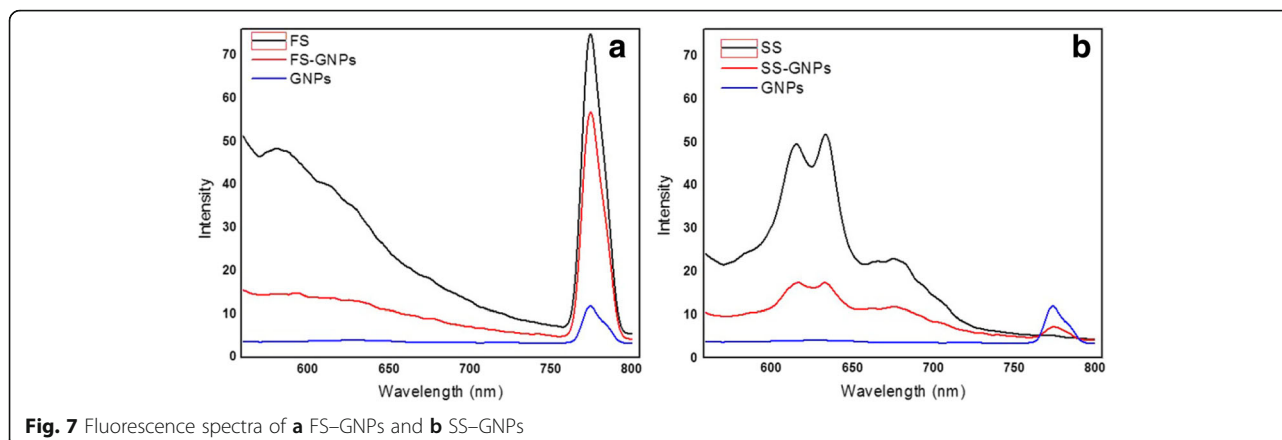 a
FS
FS-GNPs
GNPs
70
60
50
40
30
20
10
0
Intensity
600 650 700 750 800
Wavelength (nm)
b
SS
SS-GNPs
GNPs
70
60
50
40
30
20
10
0
Intensity
600 650 700 750 800
Wavelength (nm)
Fig. 7 Fluorescence spectra of a FS–GNPs and b SS–GNPs